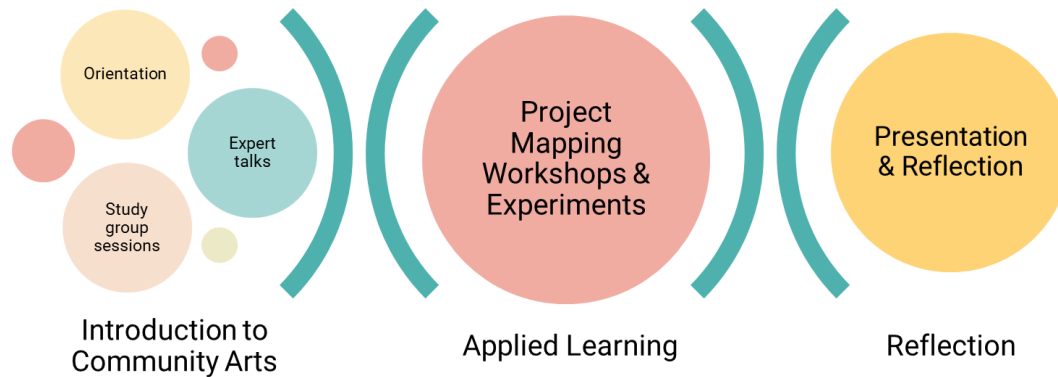 Orientation
Expert
talks
Study
group
sessions
Introduction to
Community Arts
Project
Mapping
Workshops &
Experiments
Applied Learning
Presentation
& Reflection
Reflection